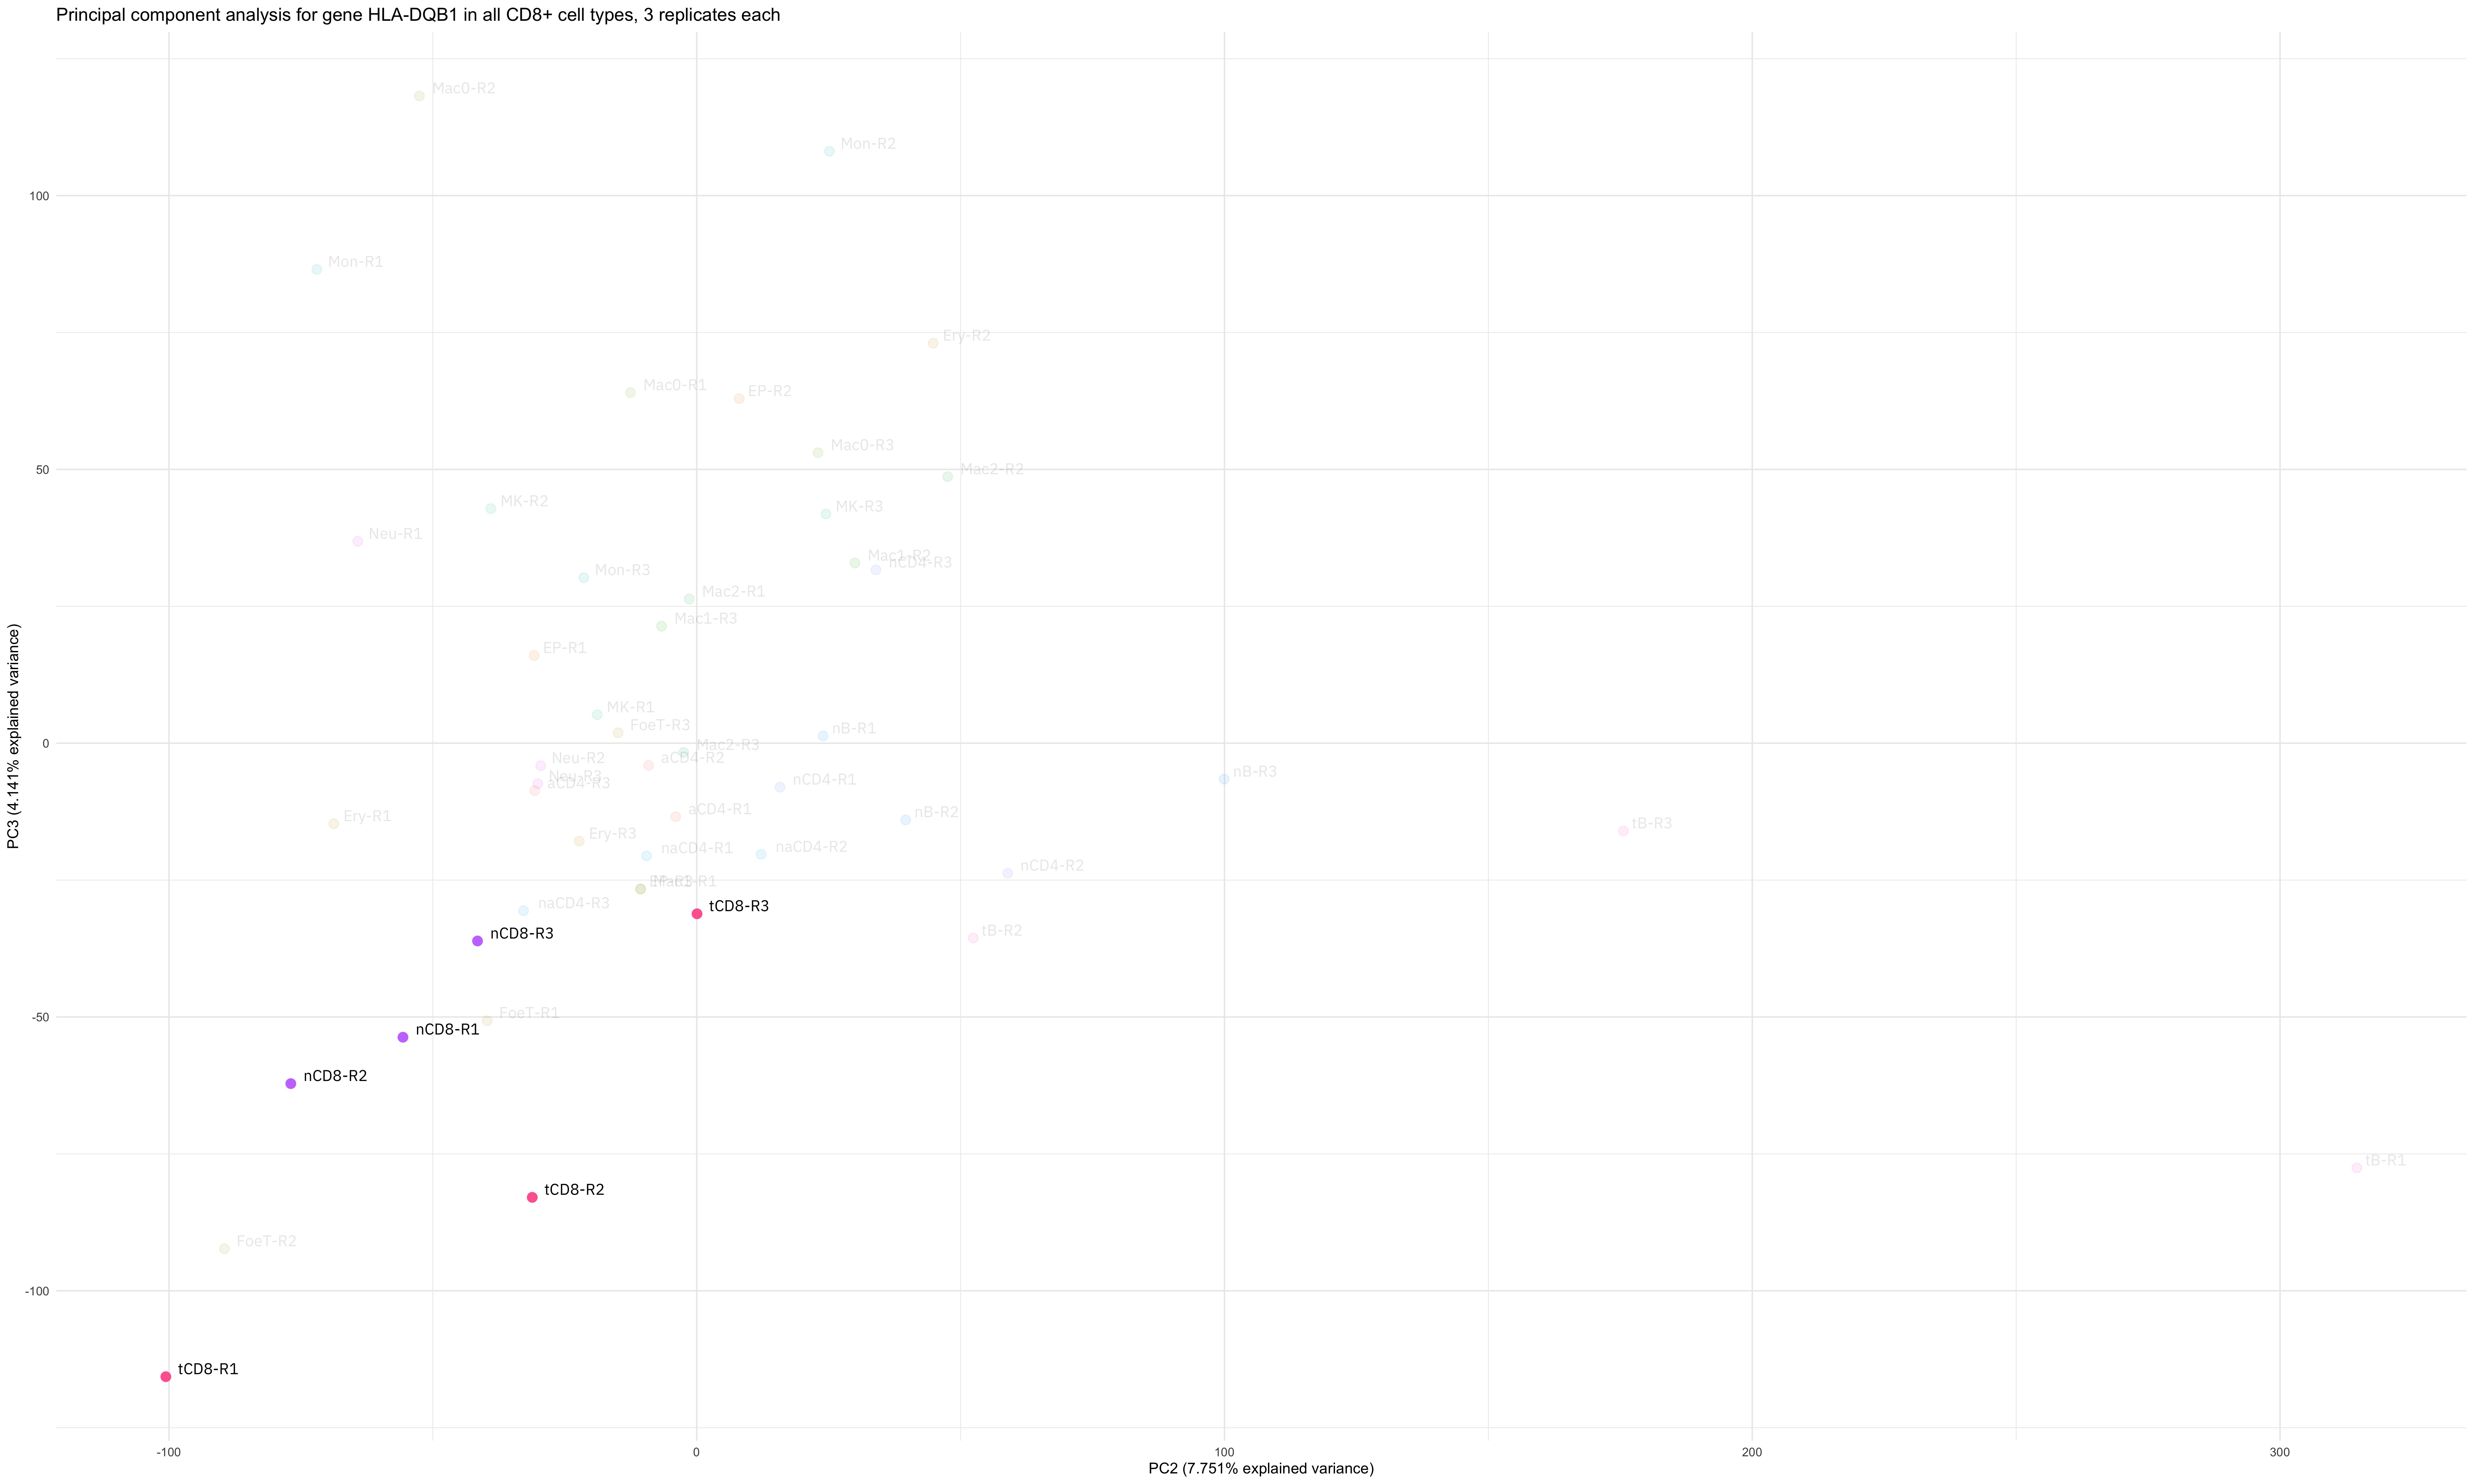 Principal component analysis for gene HLA-DQB1 in all CD8+ cell types, 3 replicates each
Mac0-R2
Mon-R2
100
Mon-R1
Ery-R2
Mac0-R1
EP-R2
Mac0-R3
50
Mac2-R2
MK-R2
MK-R3
Neu-R1
Mac1-R2
nCD4-R3
Mon-R3
Mac2-R1
Mac1-R3
EP-R1
MK-R1
FoeT-R3
nB-R1
0
Mac2-R3
Neu-R2
aCD4-R2
nB-R3
Neu-R3
aCD4-R3
nCD4-R1
aCD4-R1
nB-R2
Ery-R1
tB-R3
Ery-R3
naCD4-R1
naCD4-R2
nCD4-R2
EP-R3
Mac1-R1
naCD4-R3
tCD8-R3
nCD8-R3
tB-R2
FoeT-R1
-50
nCD8-R1
nCD8-R2
tB-R1
tCD8-R2
FoeT-R2
-100
tCD8-R1
-100
0
100
200
300
PC2 (7.751% explained variance)
PC3 (4.141% explained variance)